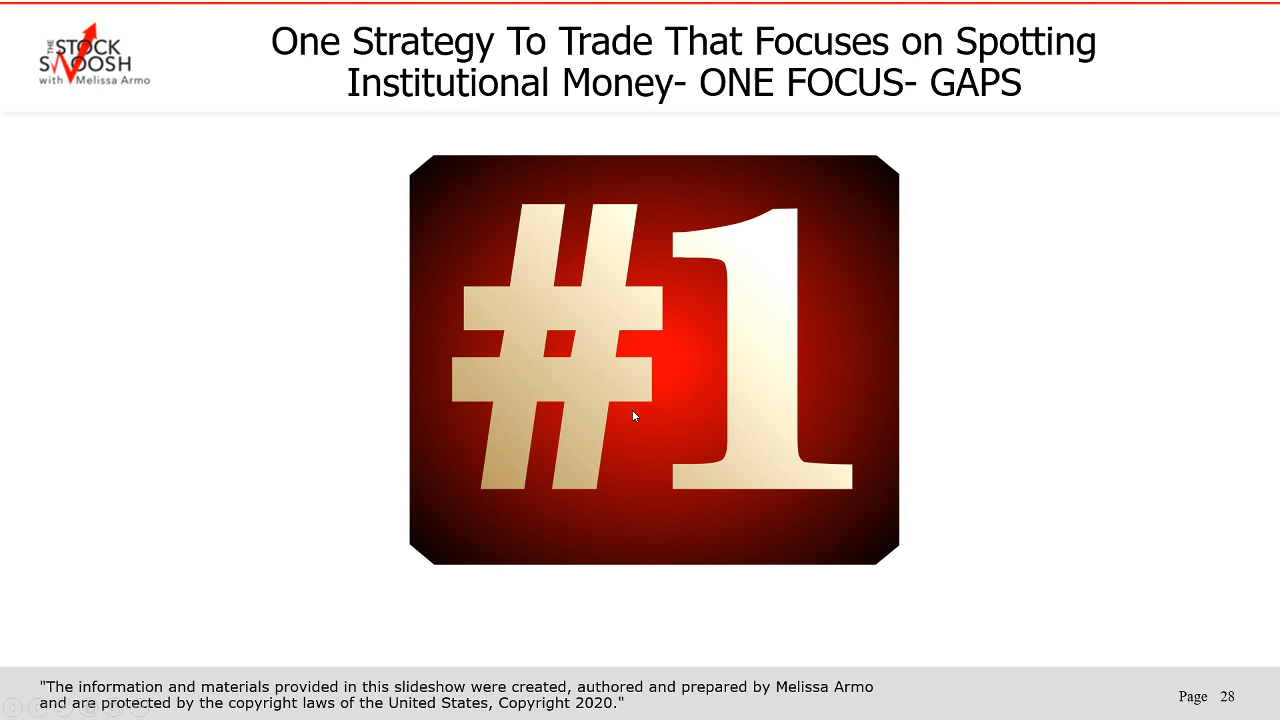 THE
STOCK
SWOOSH
with Melissa Armo
One Strategy To Trade That Focuses on Spotting
Institutional Money- ONE FOCUS- GAPS
#1
"The information and materials provided in this slideshow were created, authored and prepared by Melissa Armo
and are protected by the copyright laws of the United States, Copyright 2020."
Page 28